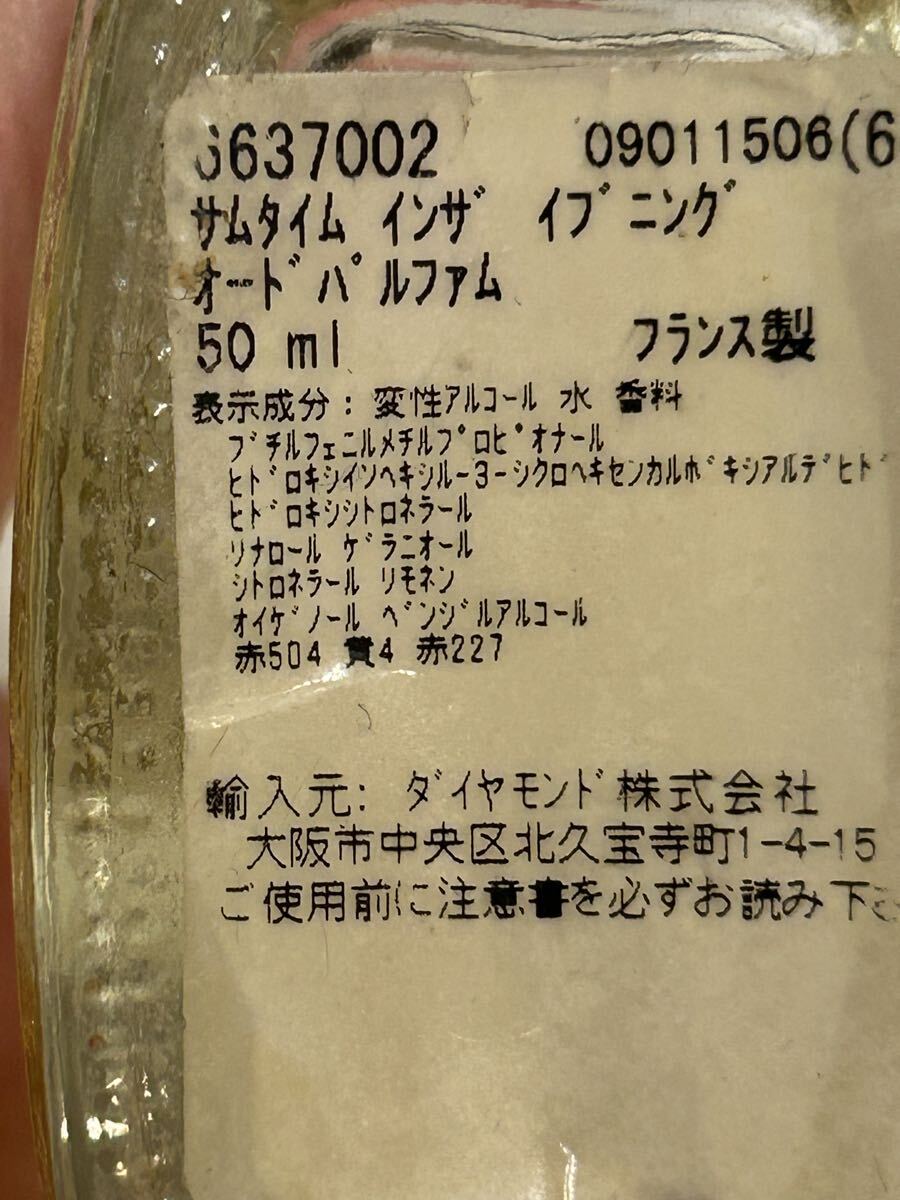 6637002 09011506(6
サムタイム インザ イブニング
オードパルファム
50 ml フランス製
表示成分: 変性アルコール 水 香料
ブチルフェニルメチルプロピオナール
ヒドロキシイソヘキシル-3-シクロヘキセンカルボキシアルデヒド
ヒドロキシシトロネラール
リナロール ゲラニオール
シトロネラール リモネン
オイゲノール ベンジルアルコール
赤504 黄4 赤227
輸入元: ダイヤモンド株式会社
大阪市中央区北久宝寺町1-4-15
ご使用前に注意書を必ずお読み下さ